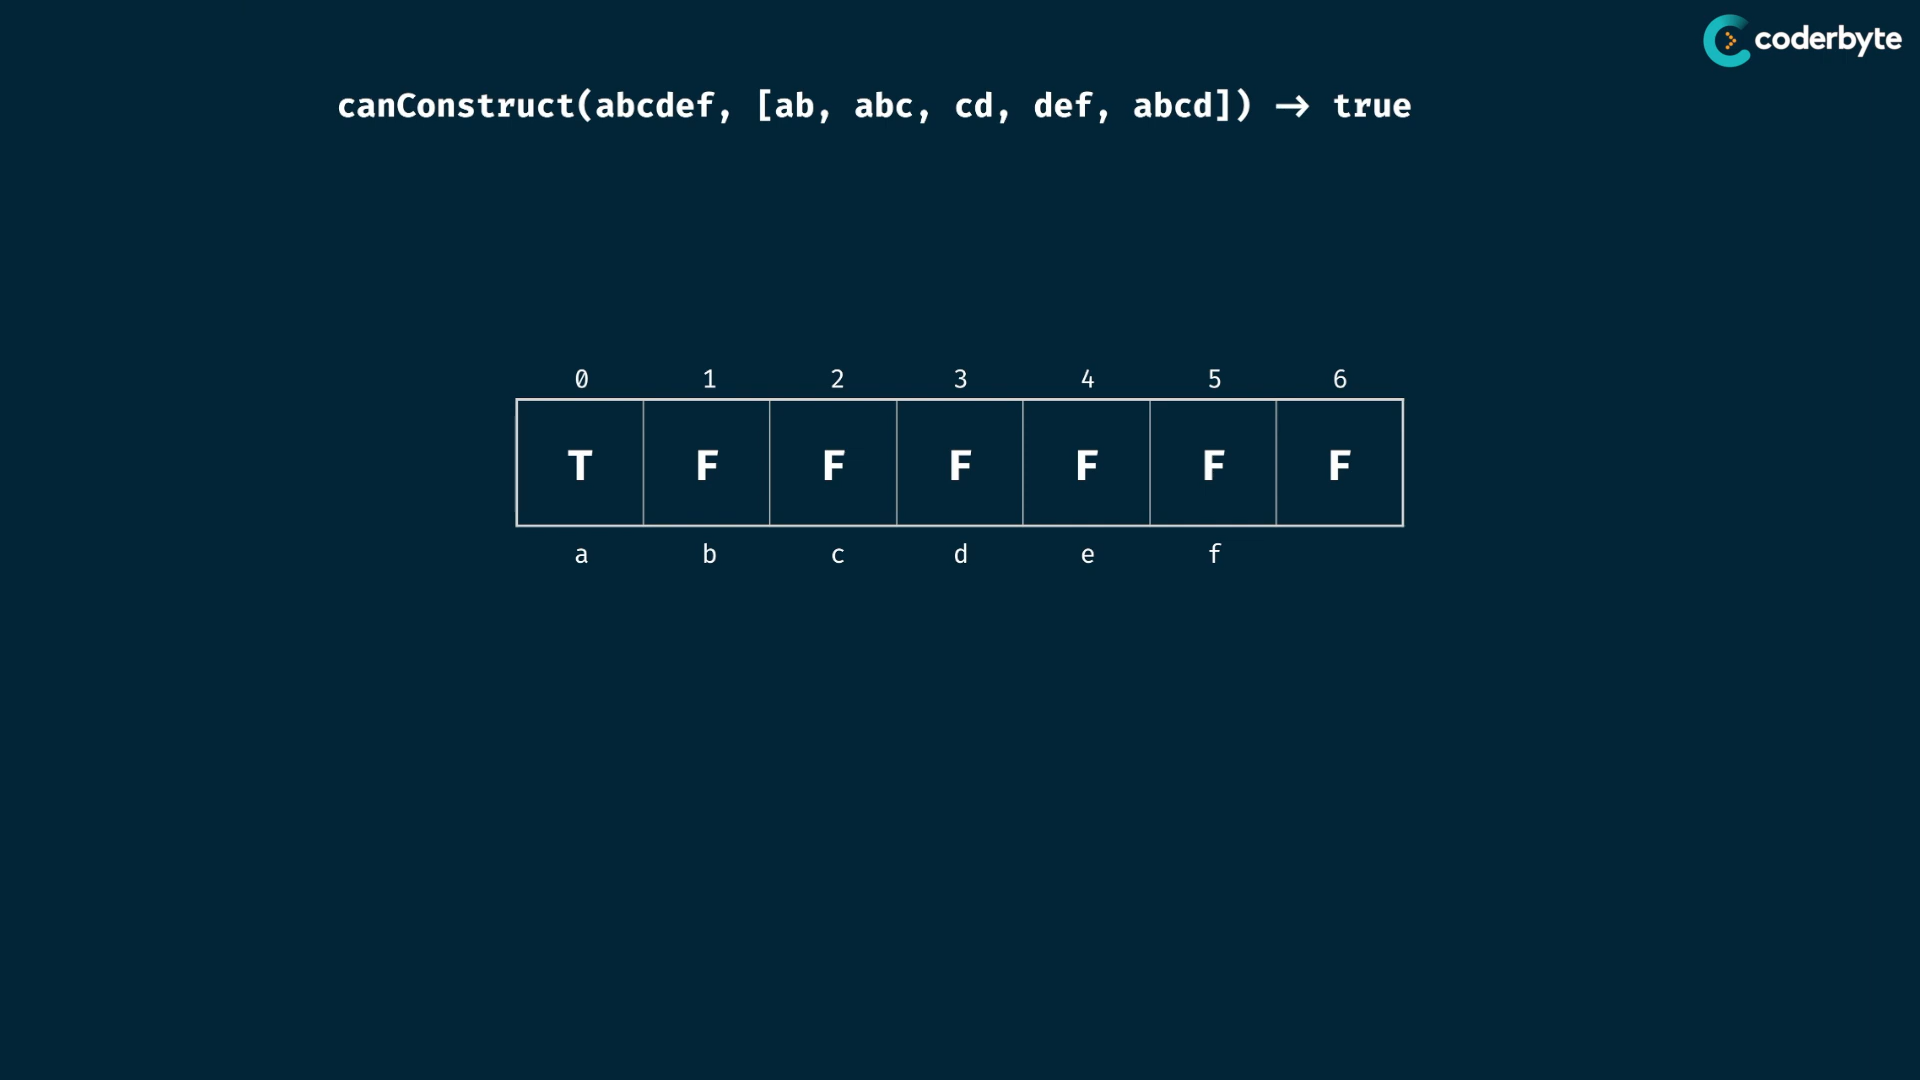 coderbyte
canConstruct(abcdef, [ab, abc, cd, def, abcd]) → true
0 1 2 3 4 5 6
T F F F F F F
a b c d e f